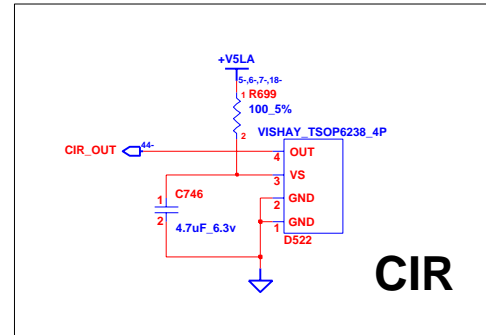 +V5LA
5-,6-,7-,18-
1 R699
100_5%
2
VISHAY_TSOP6238_4P
CIR_OUT 44-
4 OUT
3 VS
C746
1
2 GND
2
4.7uF_6.3v
1 GND
D522
CIR